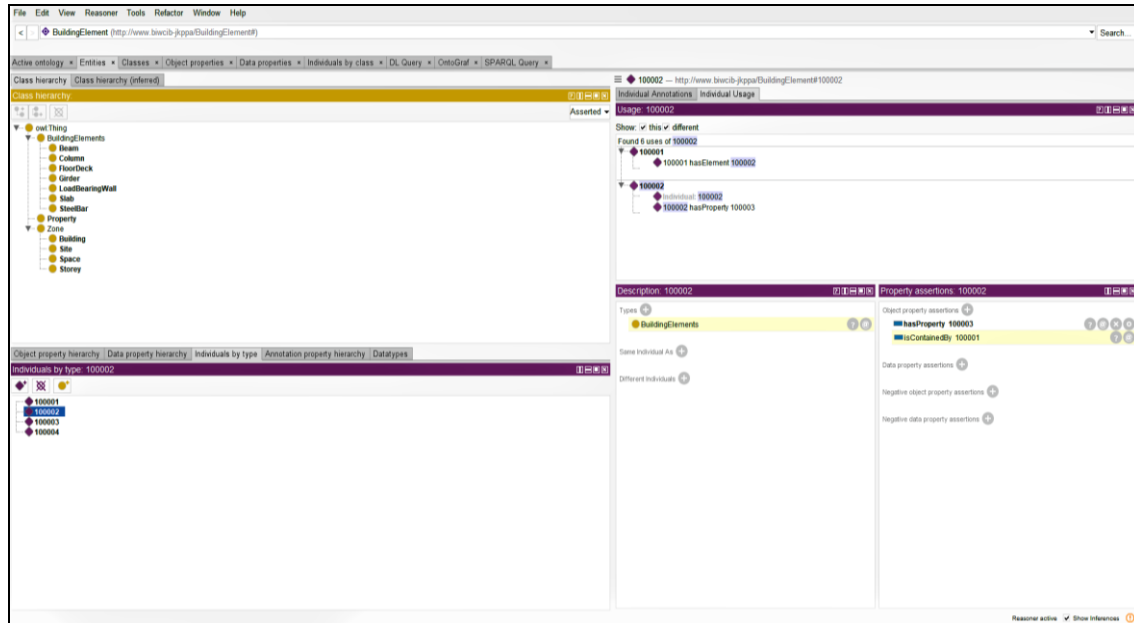 File Edit View Reasoner Tools Refactor Window Help
< > BuildingElement (http://www.biwcib-jkppa/BuildingElement#) Search...
Active ontology × Entities × Classes × Object properties × Data properties × Individuals by class × DL Query × OntoGraf × SPARQL Query ×
Class hierarchy Class hierarchy (inferred)
Class hierarchy:
Asserted
owl:Thing
BuildingElements
Beam
Column
FloorDeck
Girder
LoadBearingWall
Slab
SteelBar
Property
Zone
Building
Site
Space
Storey
Object property hierarchy Data property hierarchy Individuals by type Annotation property hierarchy Datatypes
Individuals by type: 100002
100001
100002
100003
100004
100002 — http://www.biwcib-jkppa/BuildingElement#100002
Individual Annotations Individual Usage
Usage: 100002
Show: this different
Found 6 uses of 100002
100001
100001 hasElement 100002
100002
Individual: 100002
100002 hasProperty 100003
Description: 100002
Types
BuildingElements
Same Individual As
Different Individuals
Property assertions: 100002
Object property assertions
hasProperty 100003
isContainedBy 100001
Data property assertions
Negative object property assertions
Negative data property assertions
Reasoner active Show Inferences